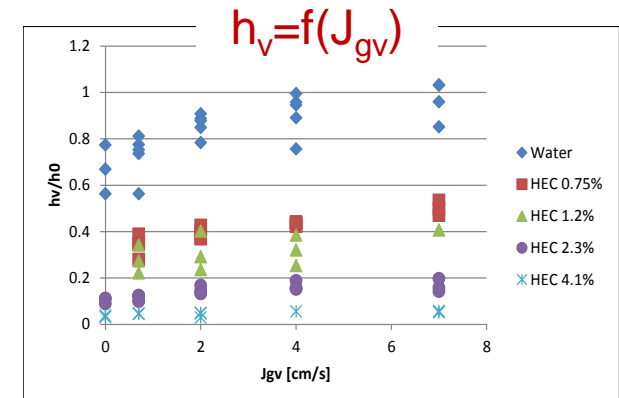 hv=f(Jgv)
1.2
1
0.8
0.6
0.4
0.2
0
hv/h0
0 2 4 6 8
Jgv [cm/s]
Water
HEC 0.75%
HEC 1.2%
HEC 2.3%
HEC 4.1%